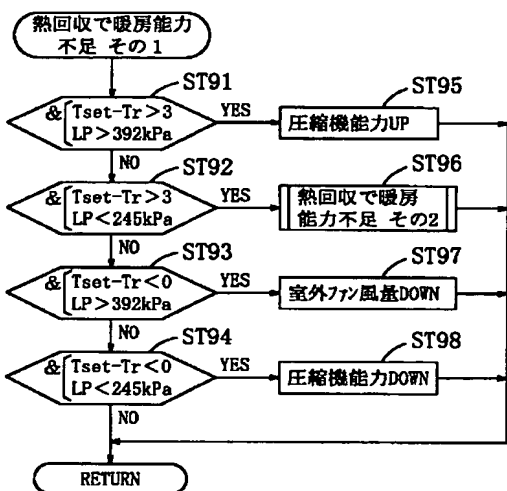 熱回収で暖房能力
不足 その1
ST91
&[Tset-Tr>3
LP>392kPa
YES
ST95
圧縮機能力UP
NO
ST92
&[Tset-Tr>3
LP<245kPa
YES
ST96
熱回収で暖房
能力不足 その2
NO
ST93
&[Tset-Tr<0
LP>392kPa
YES
ST97
室外ファン風量DOWN
NO
ST94
&[Tset-Tr<0
LP<245kPa
YES
ST98
圧縮機能力DOWN
NO
RETURN